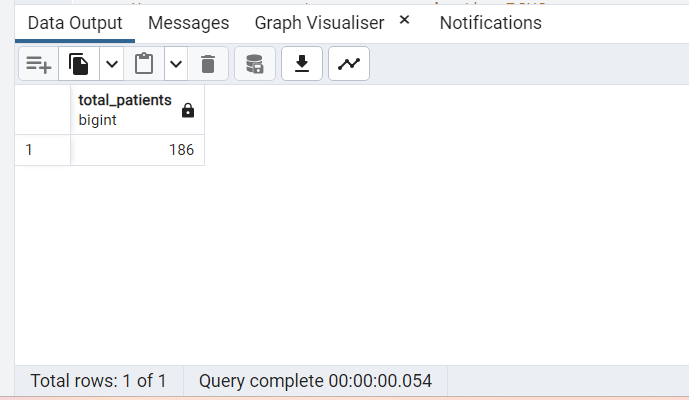 Data Output Messages Graph Visualiser × Notifications
total_patients
bigint
1 186
Total rows: 1 of 1 Query complete 00:00:00.054